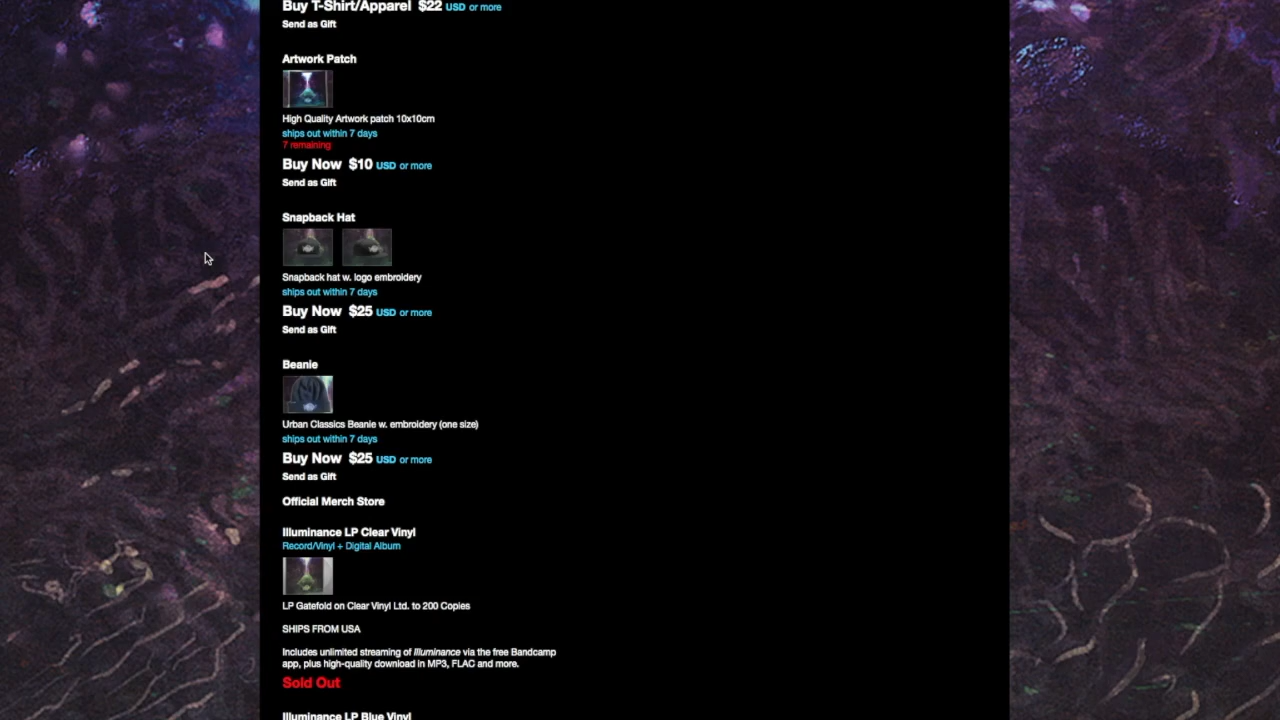 Buy T-Shirt/Apparel $22 USD or more
Send as Gift
Artwork Patch
High Quality Artwork patch 10x10cm
ships out within 7 days
7 remaining
Buy Now $10 USD or more
Send as Gift
Snapback Hat
Snapback hat w. logo embroidery
ships out within 7 days
Buy Now $25 USD or more
Send as Gift
Beanie
Urban Classics Beanie w. embroidery (one size)
ships out within 7 days
Buy Now $25 USD or more
Send as Gift
Official Merch Store
Illuminance LP Clear Vinyl
Record/Vinyl + Digital Album
LP Gatefold on Clear Vinyl Ltd. to 200 Copies
SHIPS FROM USA
Includes unlimited streaming of Illuminance via the free Bandcamp
app, plus high-quality download in MP3, FLAC and more.
Sold Out
Illuminance LP Blue Vinyl